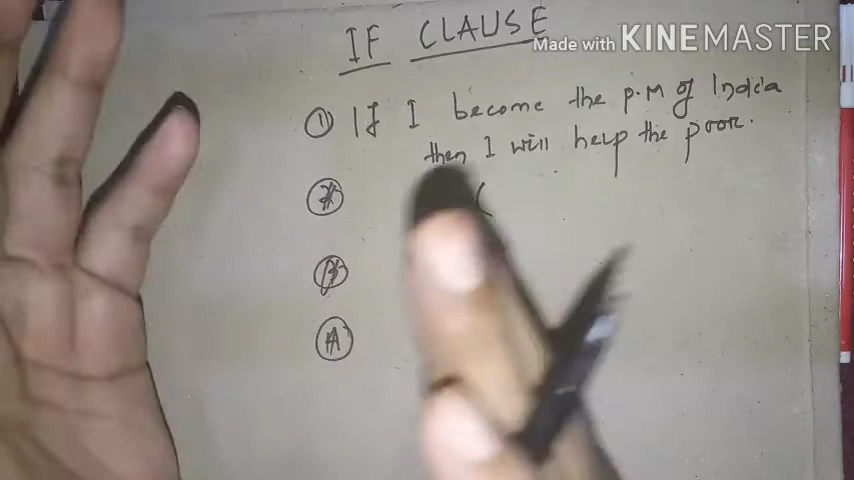 IF CLAUSE
Made with KINEMASTER
① If I become the P.M of India
then I will help the poor.